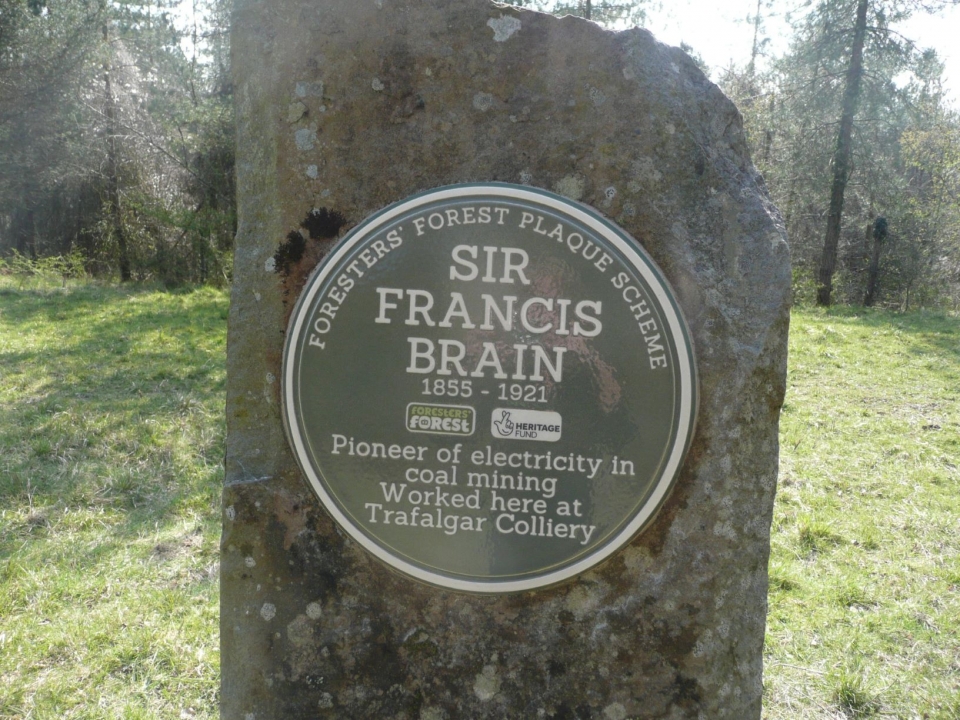 FORESTERS' FOREST PLAQUE SCHEME
SIR
FRANCIS
BRAIN
1855 - 1921
FORESTERS'
FOREST
HERITAGE
FUND
Pioneer of electricity in
coal mining
Worked here at
Trafalgar Colliery